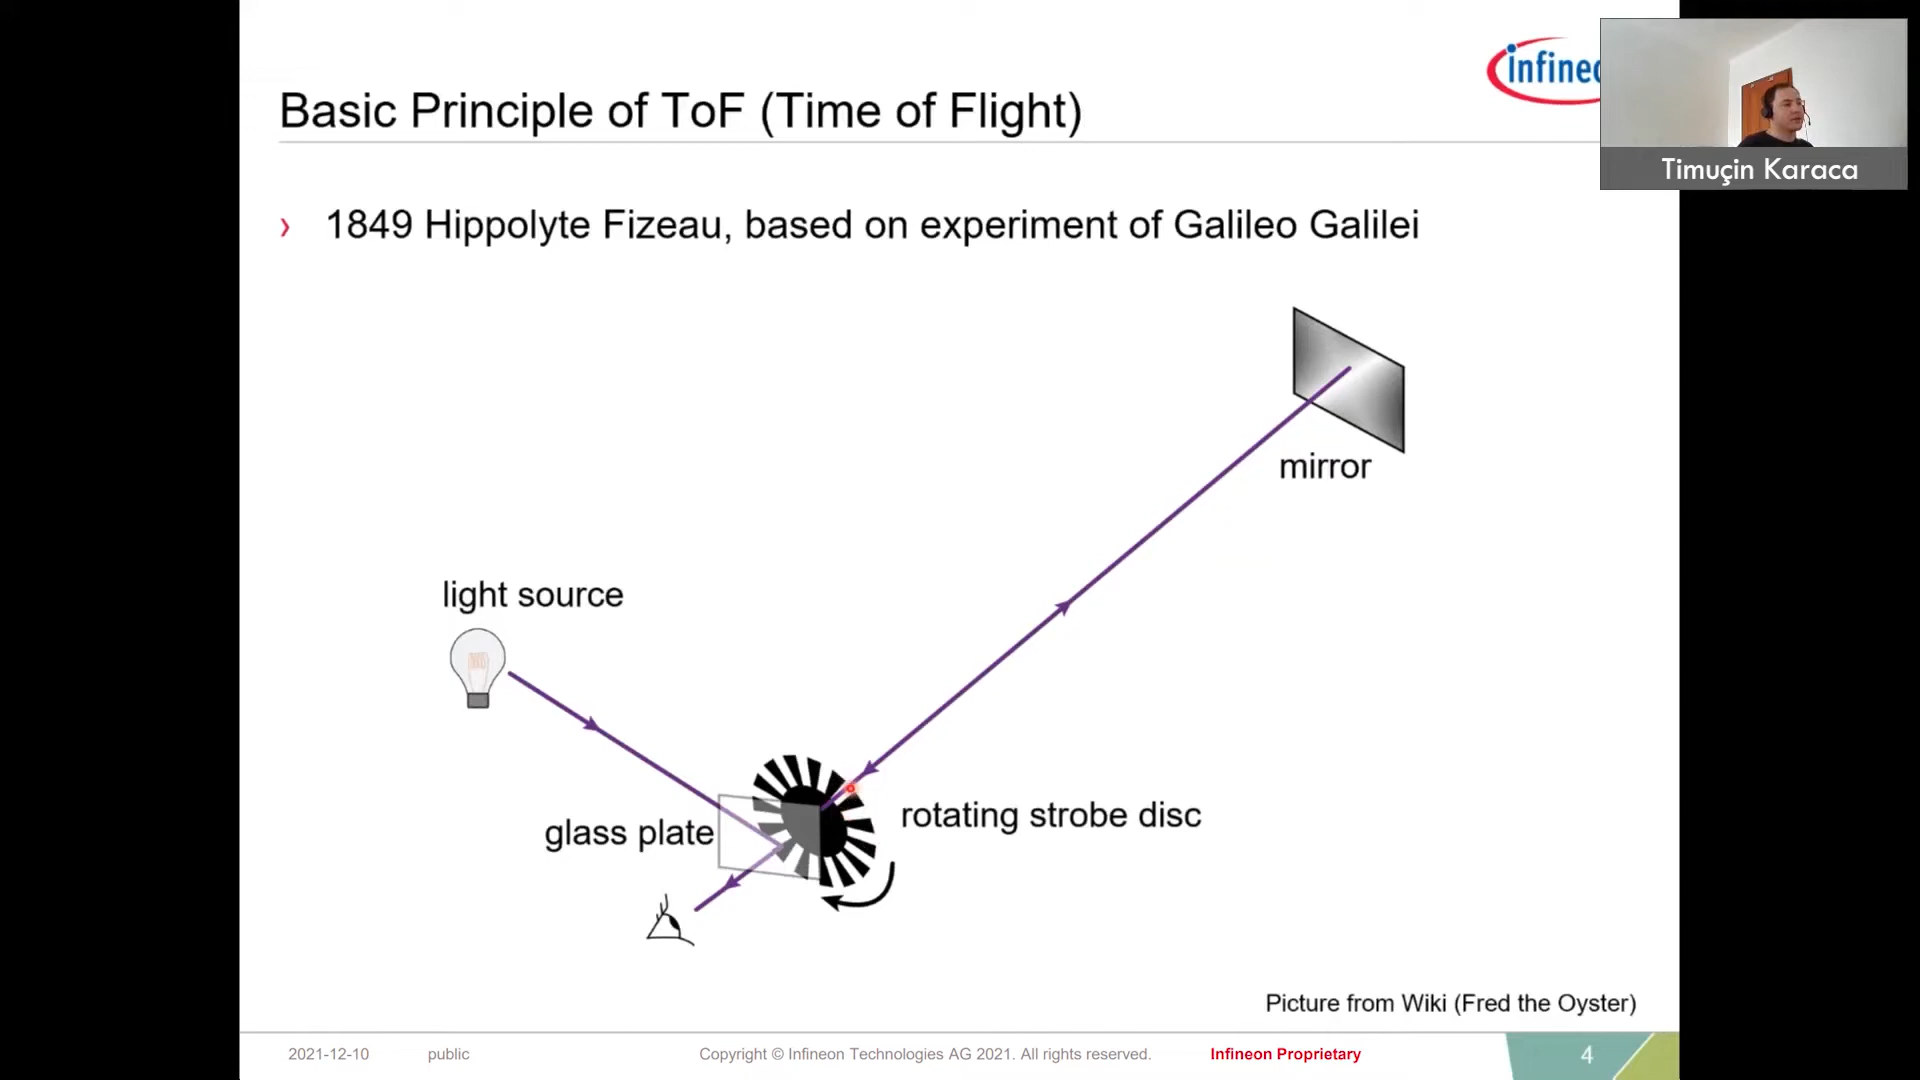 Basic Principle of ToF (Time of Flight)
Timuçin Karaca
› 1849 Hippolyte Fizeau, based on experiment of Galileo Galilei
mirror
light source
rotating strobe disc
glass plate
Picture from Wiki (Fred the Oyster)
2021-12-10 public Copyright © Infineon Technologies AG 2021. All rights reserved. Infineon Proprietary 4